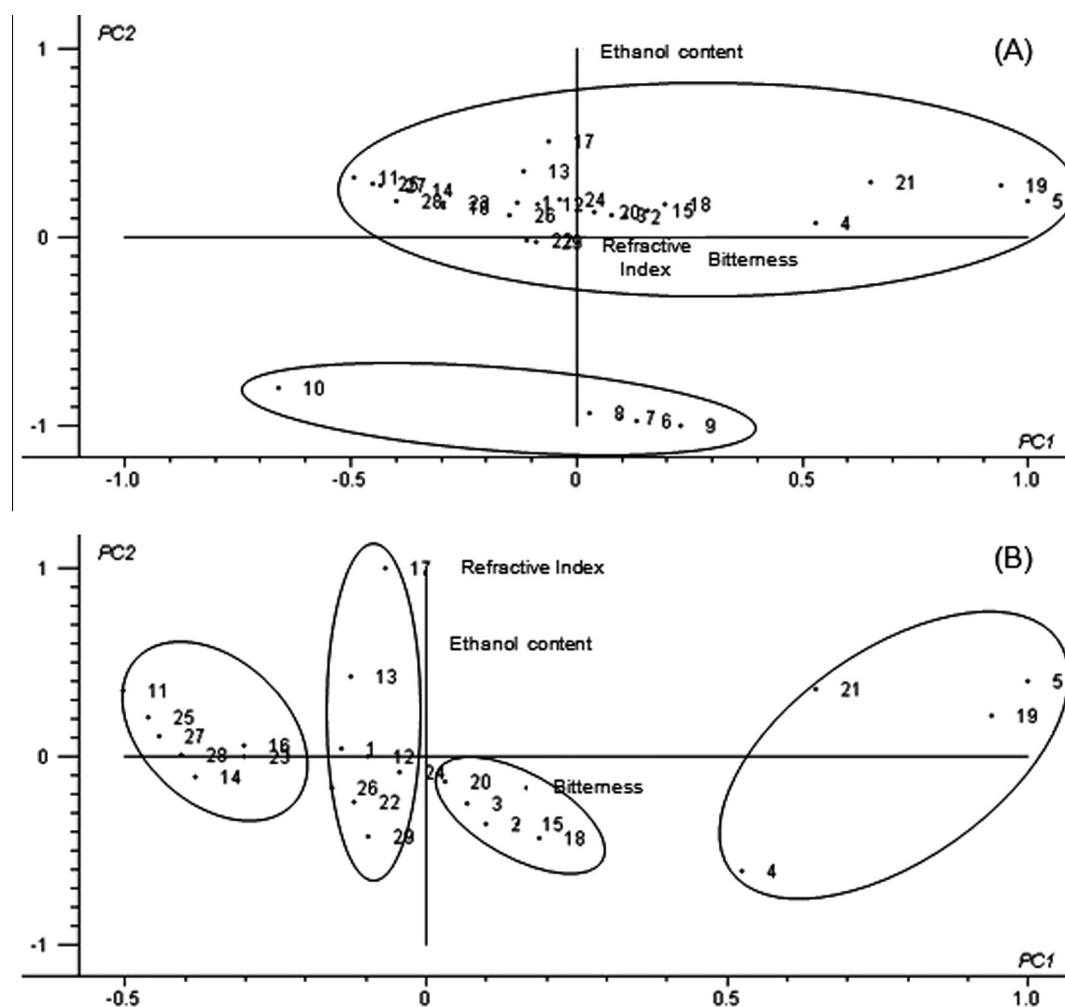 PC2
(A)
1
Ethanol content
17
13
11 25 27 14
21
19
28 23 16
1 12 24
5
26
20 3 2 15 18
4
0
22 29
Refractive
Index
Bitterness
10
8 7 6 9
-1
PC1
-1.0 -0.5 0 0.5 1.0
PC2
(B)
1
17
Refractive Index
Ethanol content
13
11
21
5
25
19
27
16
1
28 23
12
0
14
24
20
Bitterness
26
22
3
2 15
18
29
4
-1
PC1
-0.5 0 0.5 1.0